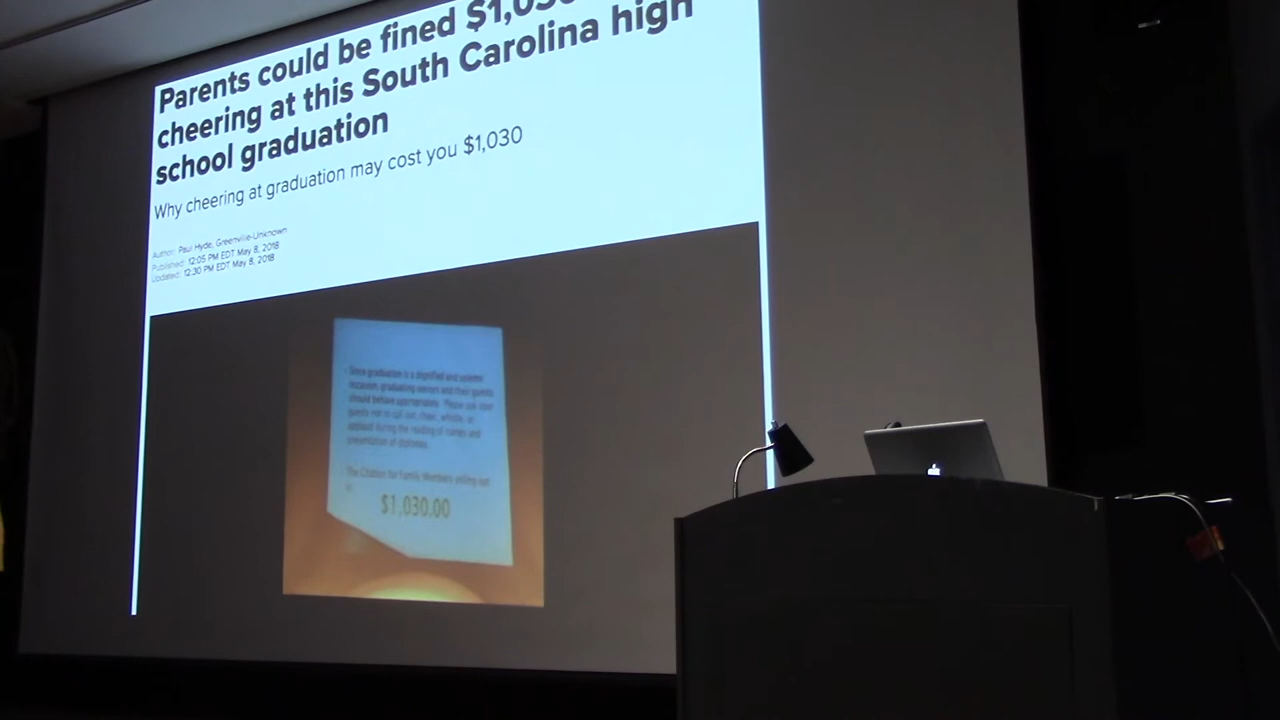 Parents could be fined $1,03
cheering at this South Carolina high
school graduation
Why cheering at graduation may cost you $1,030
Author: Paul Hyde, Greenville-Unknown
Published: 12:05 PM EDT May 8, 2018
Updated: 12:30 PM EDT May 8, 2018
Since graduation is a dignified and solemn
occasion, graduating seniors and their guests
should behave appropriately. Please ask your
guests not to call out, cheer, whistle, or
applaud during the reading of names and
presentation of diplomas.
The Citation for Family Members yelling out
is:
$1,030.00